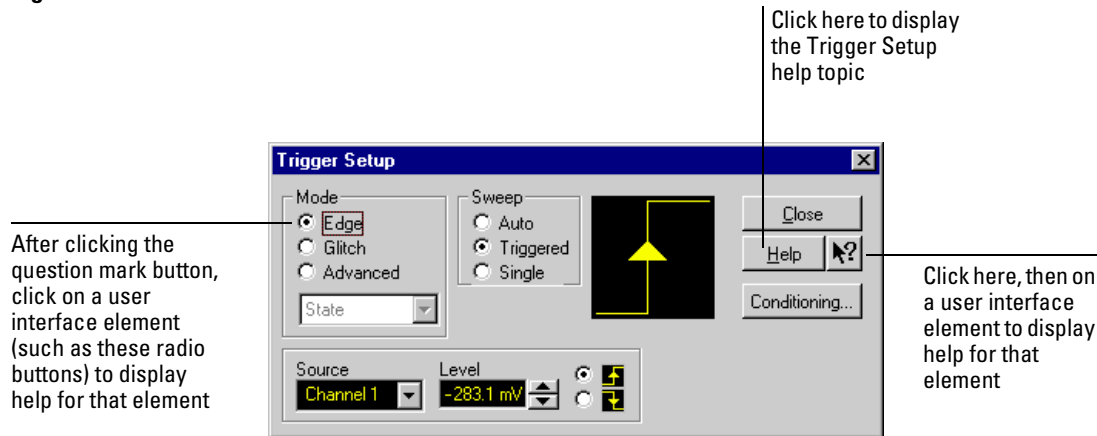 Click here to display
the Trigger Setup
help topic
Trigger Setup
Mode
Edge
Glitch
Advanced
State
Sweep
Auto
Triggered
Single
Close
Help
?
Conditioning...
Source
Channel 1
Level
-283.1 mV
After clicking the
question mark button,
click on a user
interface element
(such as these radio
buttons) to display
help for that element
Click here, then on
a user interface
element to display
help for that
element